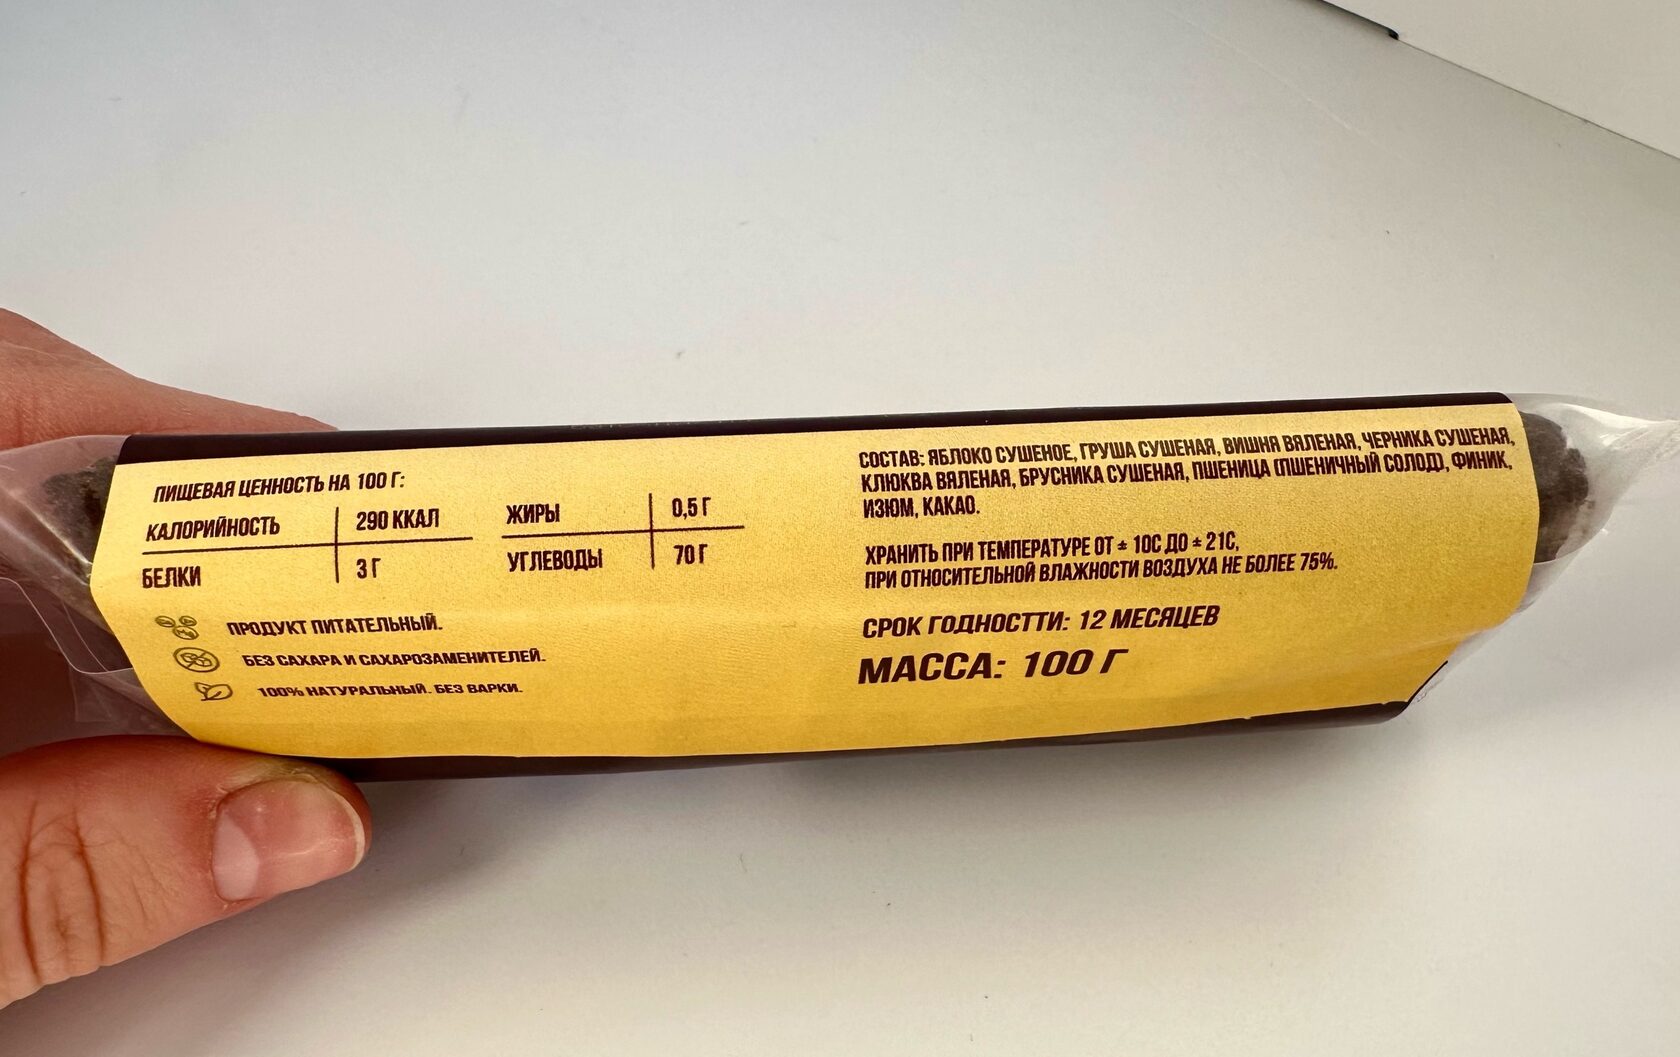 ПИЩЕВАЯ ЦЕННОСТЬ НА 100 Г:
КАЛОРИЙНОСТЬ 290 ККАЛ
БЕЛКИ 3 Г
ЖИРЫ 0,5 Г
УГЛЕВОДЫ 70 Г
ПРОДУКТ ПИТАТЕЛЬНЫЙ.
БЕЗ САХАРА И САХАРОЗАМЕНИТЕЛЕЙ.
100% НАТУРАЛЬНЫЙ. БЕЗ ВАРКИ.
СОСТАВ: ЯБЛОКО СУШЕНОЕ, ГРУША СУШЕНАЯ, ВИШНЯ ВЯЛЕНАЯ, ЧЕРНИКА СУШЕНАЯ,
КЛЮКВА ВЯЛЕНАЯ, БРУСНИКА СУШЕНАЯ, ПШЕНИЦА (ПШЕНИЧНЫЙ СОЛОД), ФИНИК,
ИЗЮМ, КАКАО.
ХРАНИТЬ ПРИ ТЕМПЕРАТУРЕ ОТ ± 10С ДО ± 21С,
ПРИ ОТНОСИТЕЛЬНОЙ ВЛАЖНОСТИ ВОЗДУХА НЕ БОЛЕЕ 75%.
СРОК ГОДНОСТТИ: 12 МЕСЯЦЕВ
МАССА: 100 Г